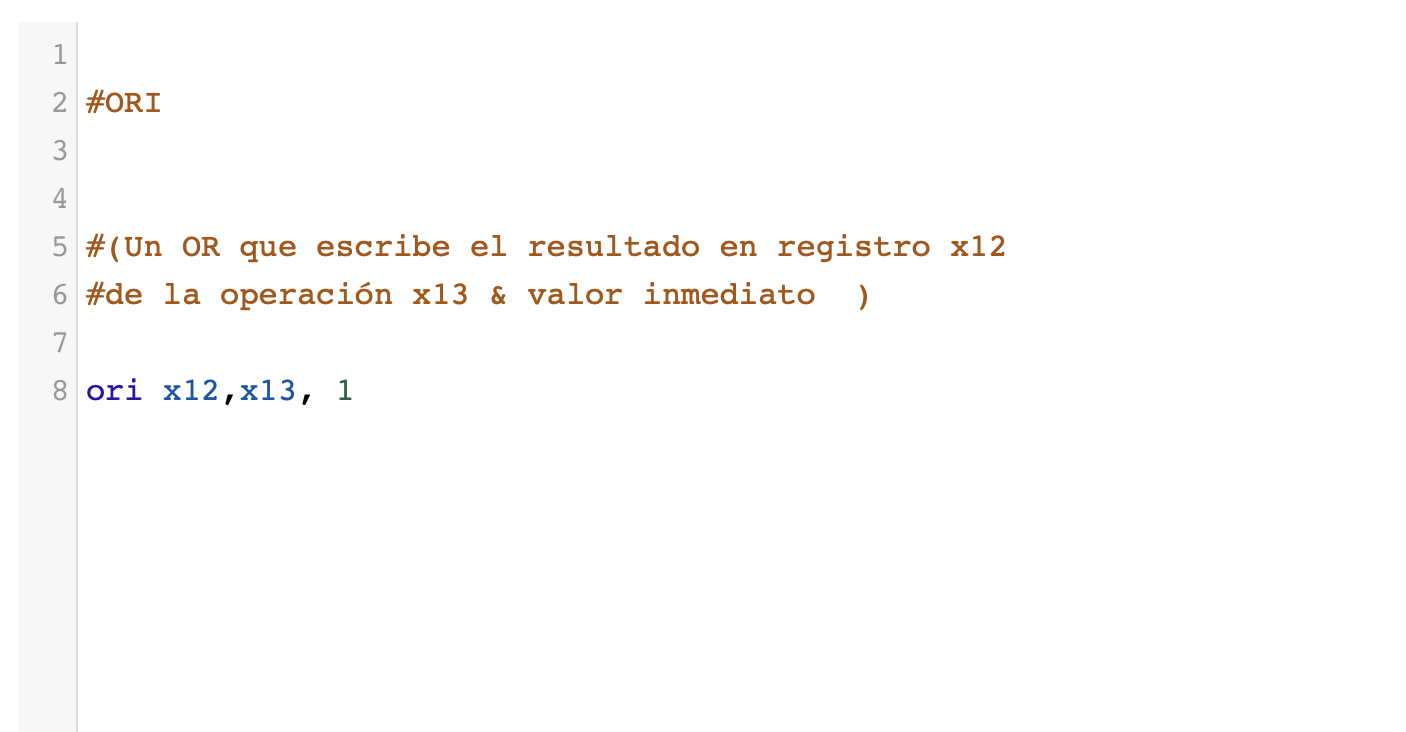 1
2 #ORI
3
4
5 #(Un OR que escribe el resultado en registro x12
6 #de la operación x13 & valor inmediato  )
7
8 ori x12,x13, 1